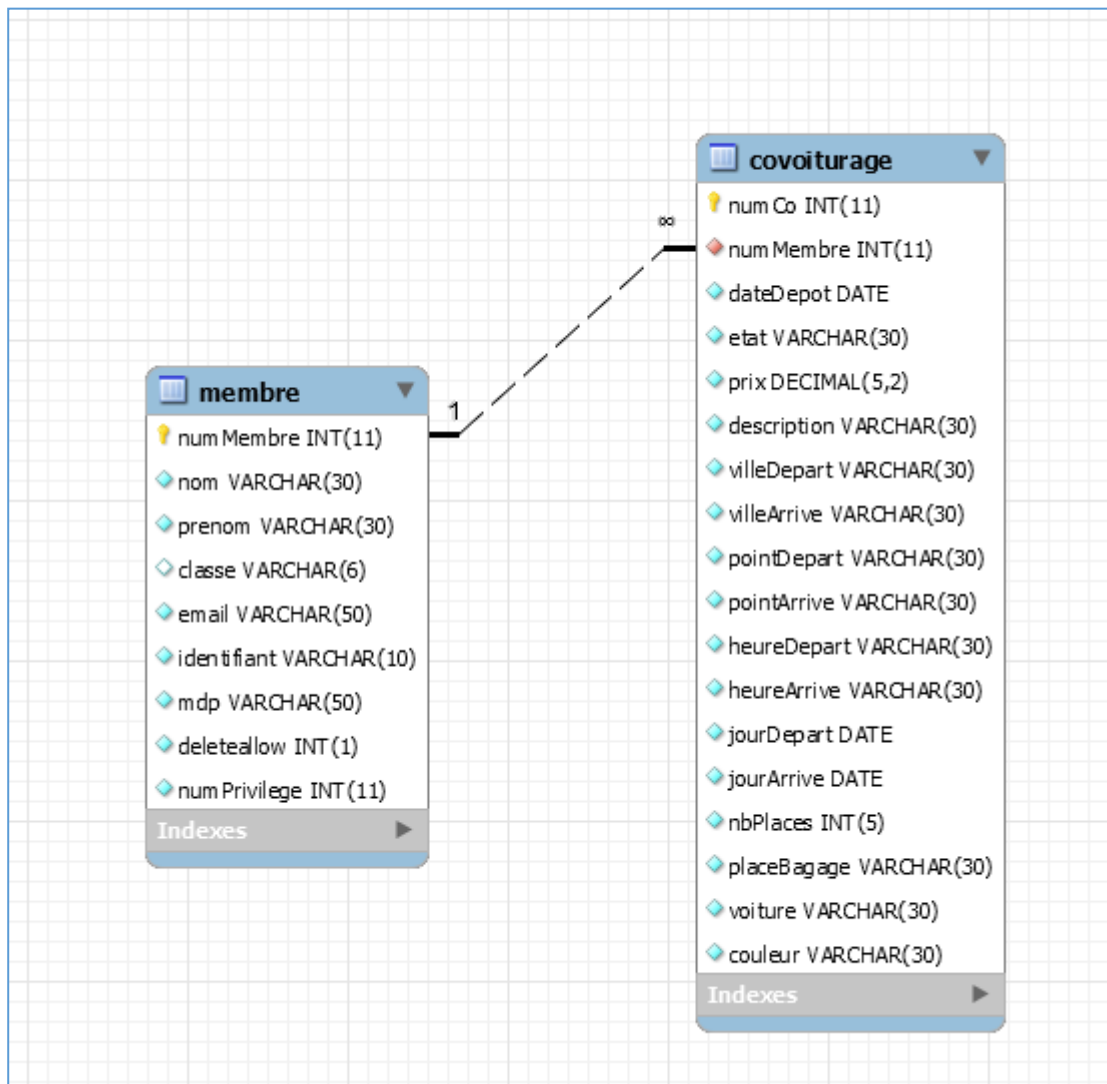 membre
numMembre INT(11)
nom VARCHAR(30)
prenom VARCHAR(30)
classe VARCHAR(6)
email VARCHAR(50)
identifiant VARCHAR(10)
mdp VARCHAR(50)
deleteallow INT(1)
numPrivilege INT(11)
Indexes
1
∞
covoiturage
numCo INT(11)
numMembre INT(11)
dateDepot DATE
etat VARCHAR(30)
prix DECIMAL(5,2)
description VARCHAR(30)
villeDepart VARCHAR(30)
villeArrive VARCHAR(30)
pointDepart VARCHAR(30)
pointArrive VARCHAR(30)
heureDepart VARCHAR(30)
heureArrive VARCHAR(30)
jourDepart DATE
jourArrive DATE
nbPlaces INT(5)
placeBagage VARCHAR(30)
voiture VARCHAR(30)
couleur VARCHAR(30)
Indexes